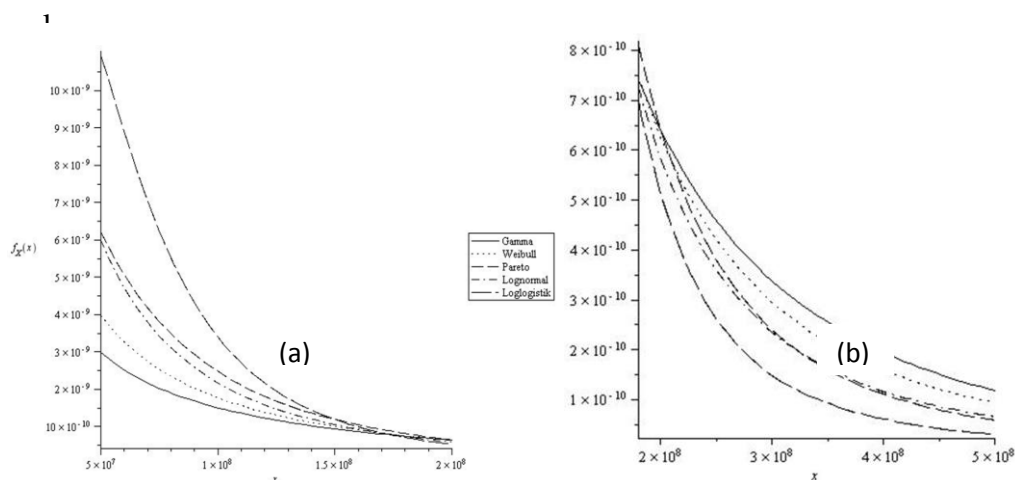 10×10⁻⁹
9×10⁻⁹
8×10⁻⁹
7×10⁻⁹
6×10⁻⁹
5×10⁻⁹
4×10⁻⁹
3×10⁻⁹
2×10⁻⁹
10×10⁻¹⁰
f_X(x)
5×10⁷ 1×10⁸ 1.5×10⁸ 2×10⁸
(a)
Gamma
Weibull
Pareto
Lognormal
Loglogistik
8×10⁻¹⁰
7×10⁻¹⁰
6×10⁻¹⁰
5×10⁻¹⁰
4×10⁻¹⁰
3×10⁻¹⁰
2×10⁻¹⁰
1×10⁻¹⁰
(b)
2×10⁸ 3×10⁸ 4×10⁸ 5×10⁸
x